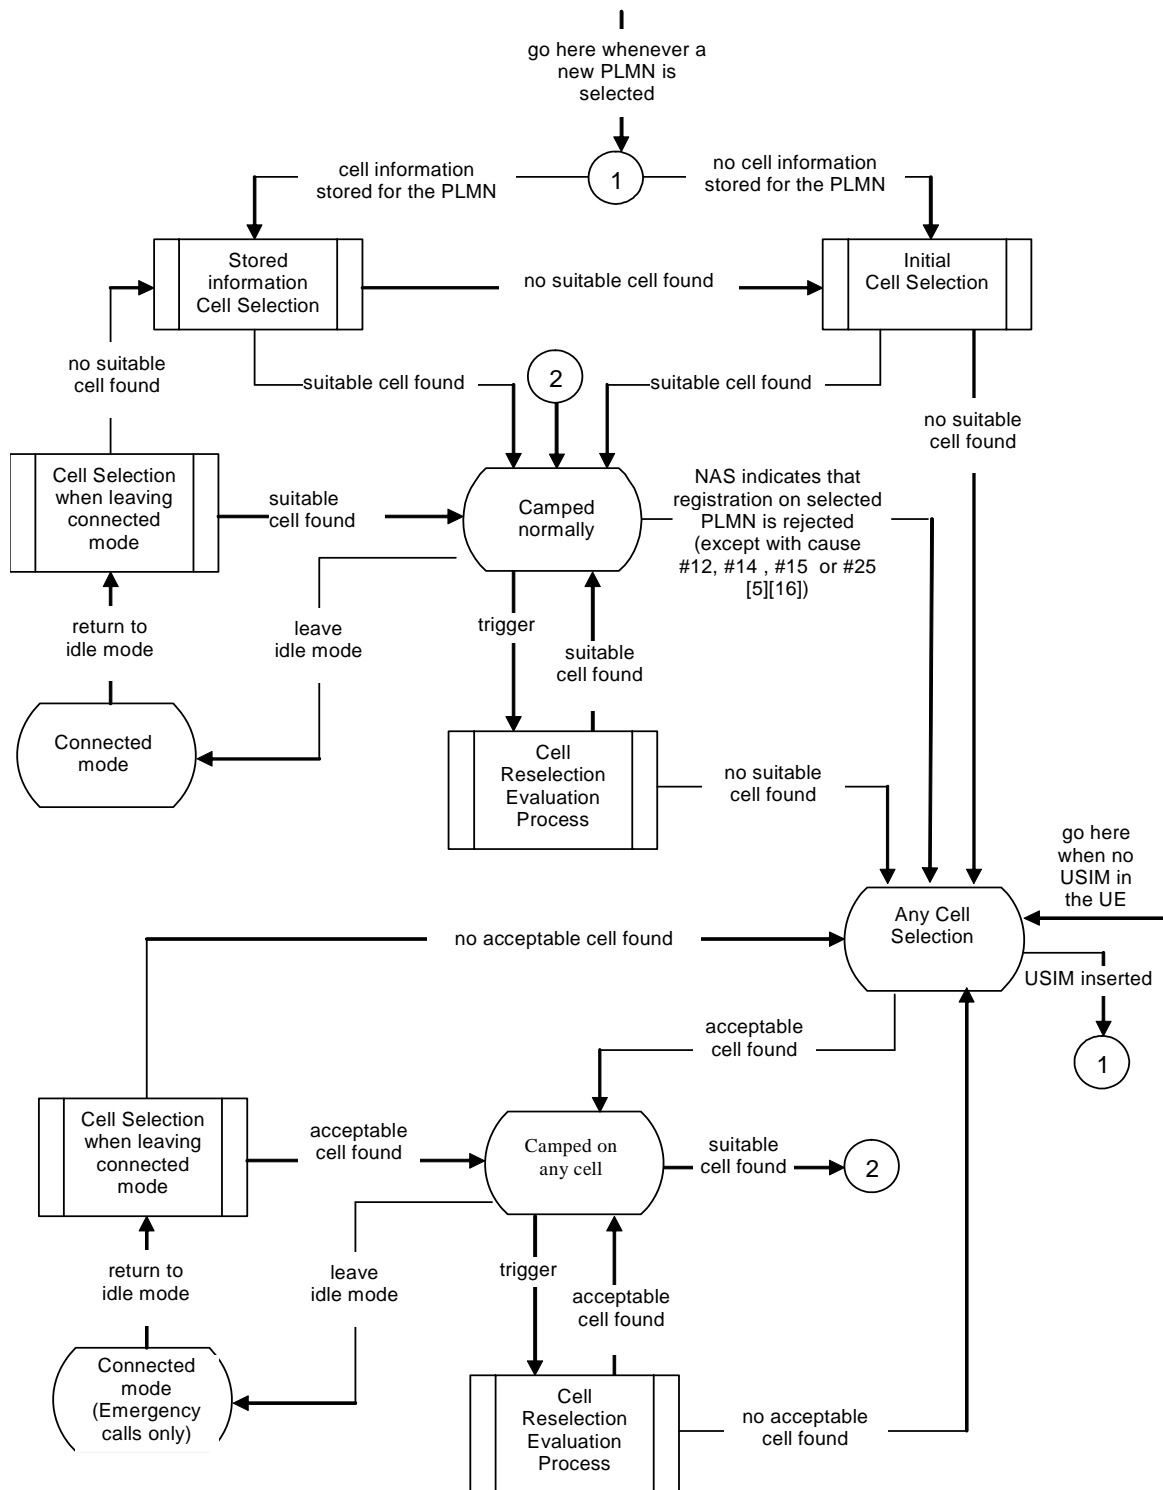 go here whenever a
new PLMN is
selected
1
cell information
stored for the PLMN
no cell information
stored for the PLMN
Stored
information
Cell Selection
no suitable cell found
Initial
Cell Selection
no suitable
cell found
suitable cell found
2
suitable cell found
no suitable
cell found
Cell Selection
when leaving
connected
mode
suitable
cell found
Camped
normally
NAS indicates that
registration on selected
PLMN is rejected
(except with cause
#12, #14 , #15 or #25
[5][16])
return to
idle mode
leave
idle mode
trigger
suitable
cell found
Connected
mode
Cell
Reselection
Evaluation
Process
no suitable
cell found
go here
when no
USIM in
the UE
Any Cell
Selection
no acceptable cell found
USIM inserted
1
acceptable
cell found
Cell Selection
when leaving
connected
mode
acceptable
cell found
Camped on
any cell
suitable
cell found
2
return to
idle mode
leave
idle mode
trigger
acceptable
cell found
Connected
mode
(Emergency
calls only)
Cell
Reselection
Evaluation
Process
no acceptable
cell found